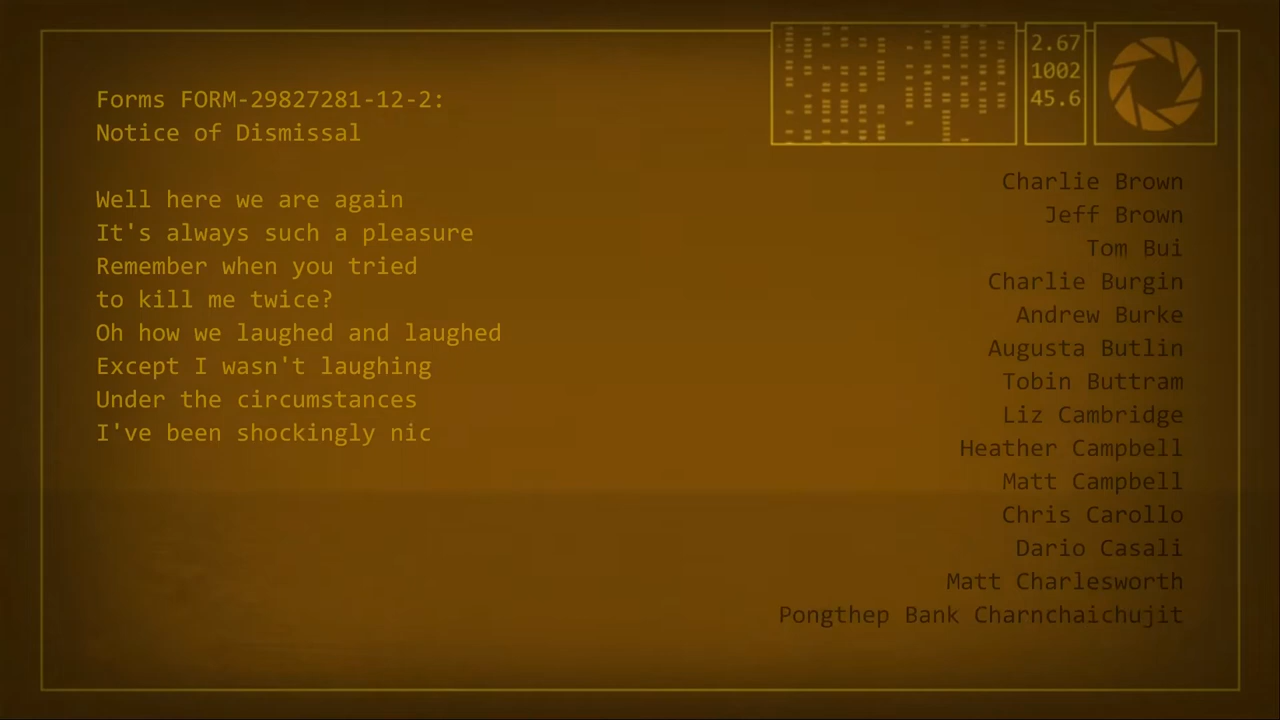 Forms FORM-29827281-12-2:
Notice of Dismissal
Well here we are again
It's always such a pleasure
Remember when you tried
to kill me twice?
Oh how we laughed and laughed
Except I wasn't laughing
Under the circumstances
I've been shockingly nic
2.67
1002
45.6
Charlie Brown
Jeff Brown
Tom Bui
Charlie Burgin
Andrew Burke
Augusta Butlin
Tobin Buttram
Liz Cambridge
Heather Campbell
Matt Campbell
Chris Carollo
Dario Casali
Matt Charlesworth
Pongthep Bank Charnchaichujit